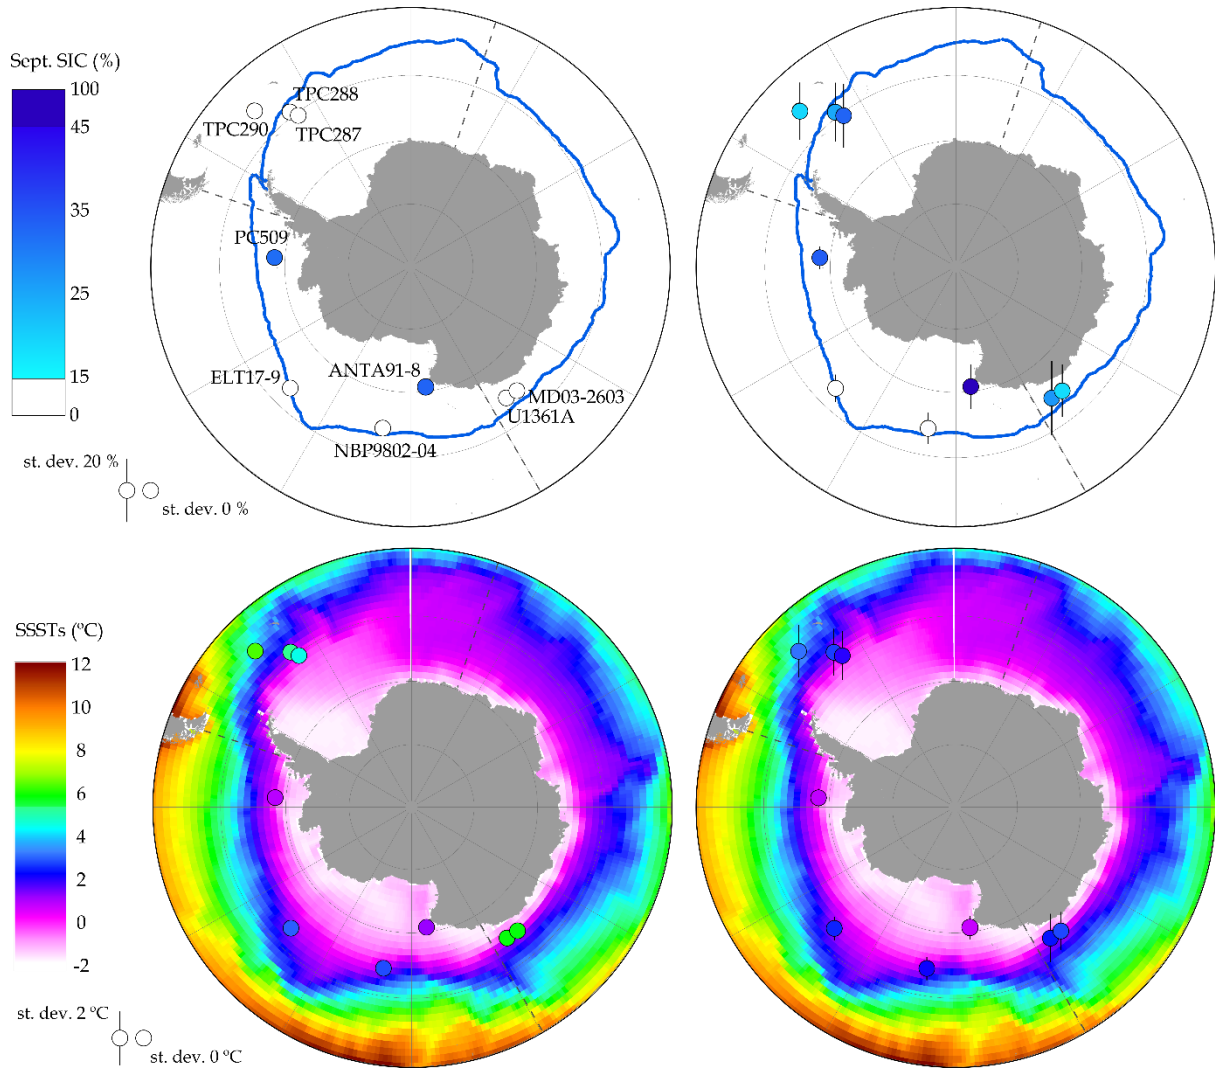 Sept. SIC (%)
100
45
35
25
15
0
TPC288
TPC290
TPC287
PC509
ELT17-9
ANTA91-8
MD03-2603
U1361A
NBP9802-04
st. dev. 20 %
st. dev. 0 %
SSSTs (ºC)
12
10
8
6
4
2
0
-2
st. dev. 2 ºC
st. dev. 0 ºC